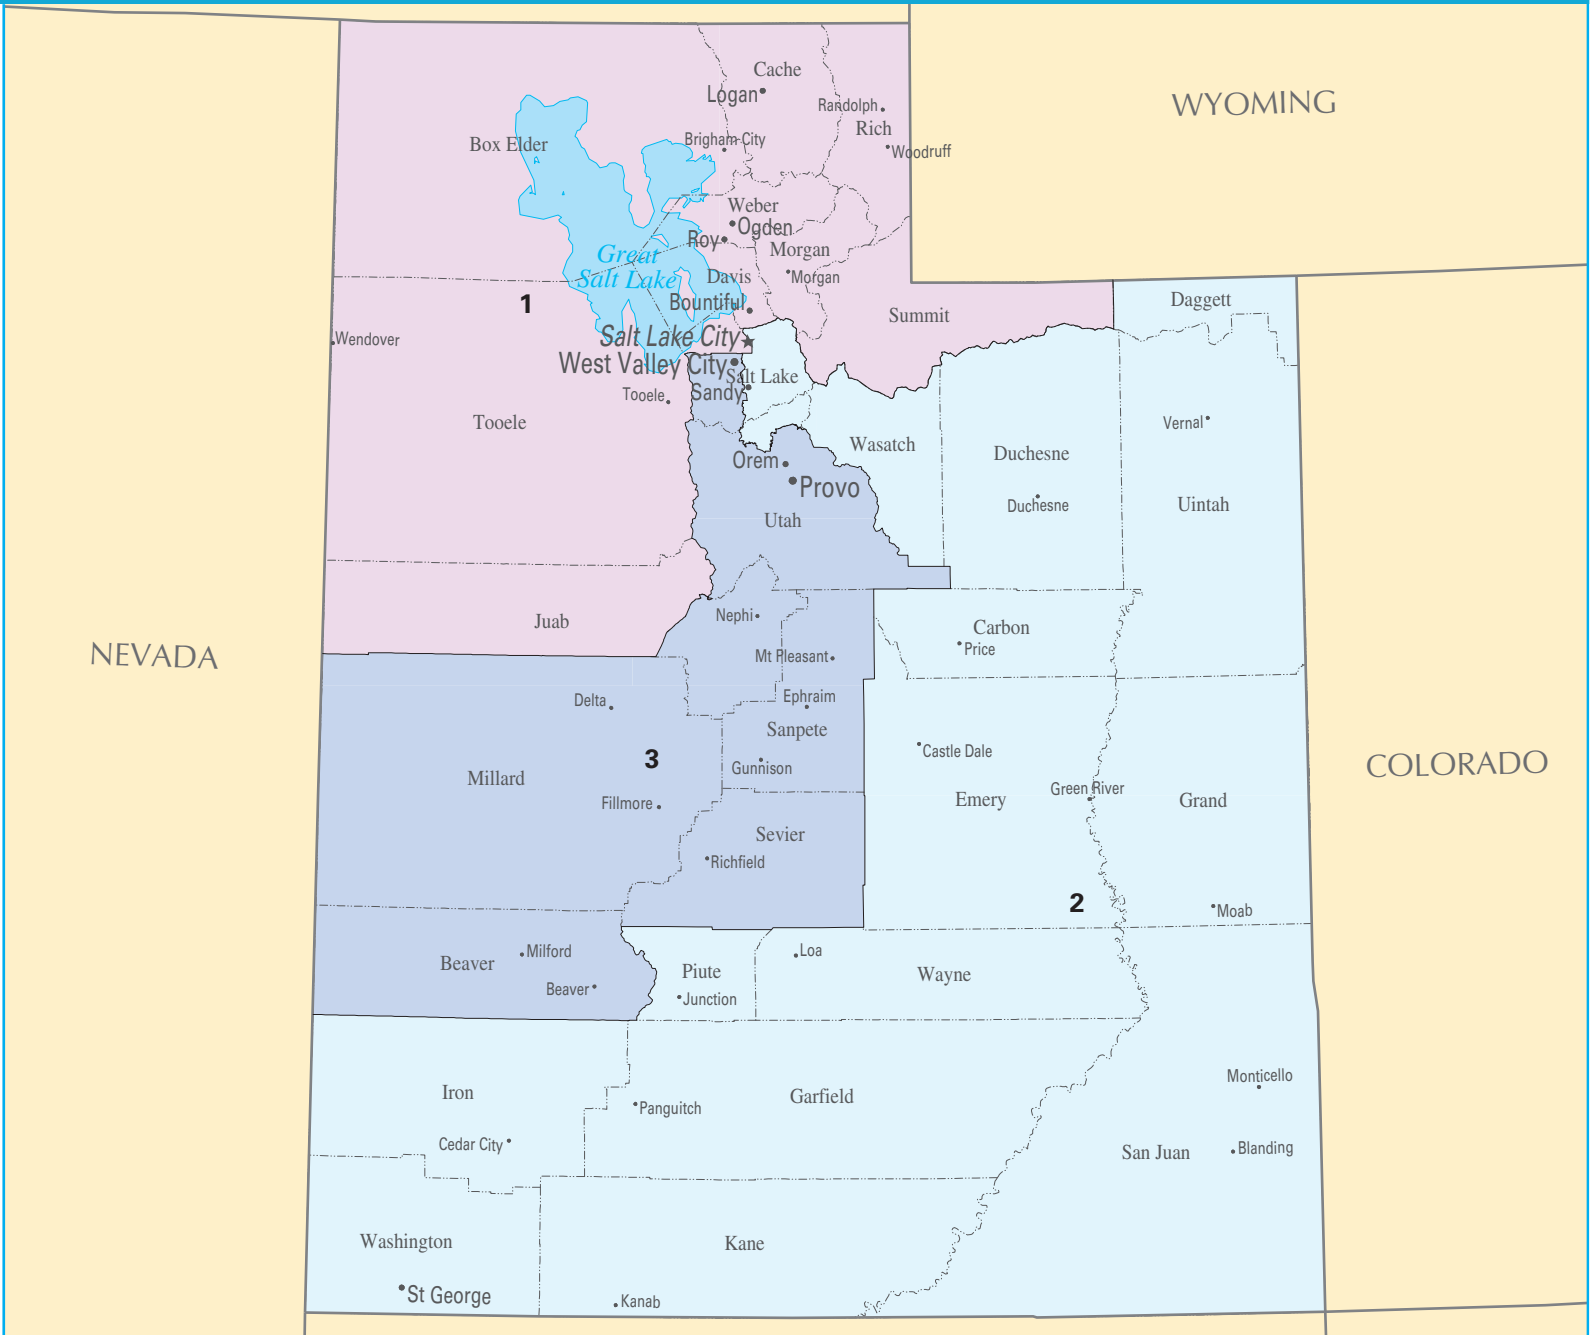 Cache
Logan
WYOMING
Randolph
Rich
Brigham City
Box Elder
Woodruff
Weber
Ogden
Roy
Morgan
Great
Salt Lake
Davis
Morgan
Daggett
1
Bountiful
Summit
Wendover
Salt Lake City
West Valley City
Salt Lake
Sandy
Tooele
Tooele
Vernal
Wasatch
Duchesne
Orem
Provo
Duchesne
Uintah
Utah
Nephi
Juab
Carbon
Price
NEVADA
Mt Pleasant
Delta
Ephraim
Sanpete
Castle Dale
3
Gunnison
COLORADO
Millard
Green River
Fillmore
Emery
Grand
Sevier
Richfield
2
Moab
Milford
Loa
Beaver
Piute
Wayne
Beaver
Junction
Monticello
Iron
Garfield
Panguitch
Cedar City
San Juan
Blanding
Washington
Kane
St George
Kanab